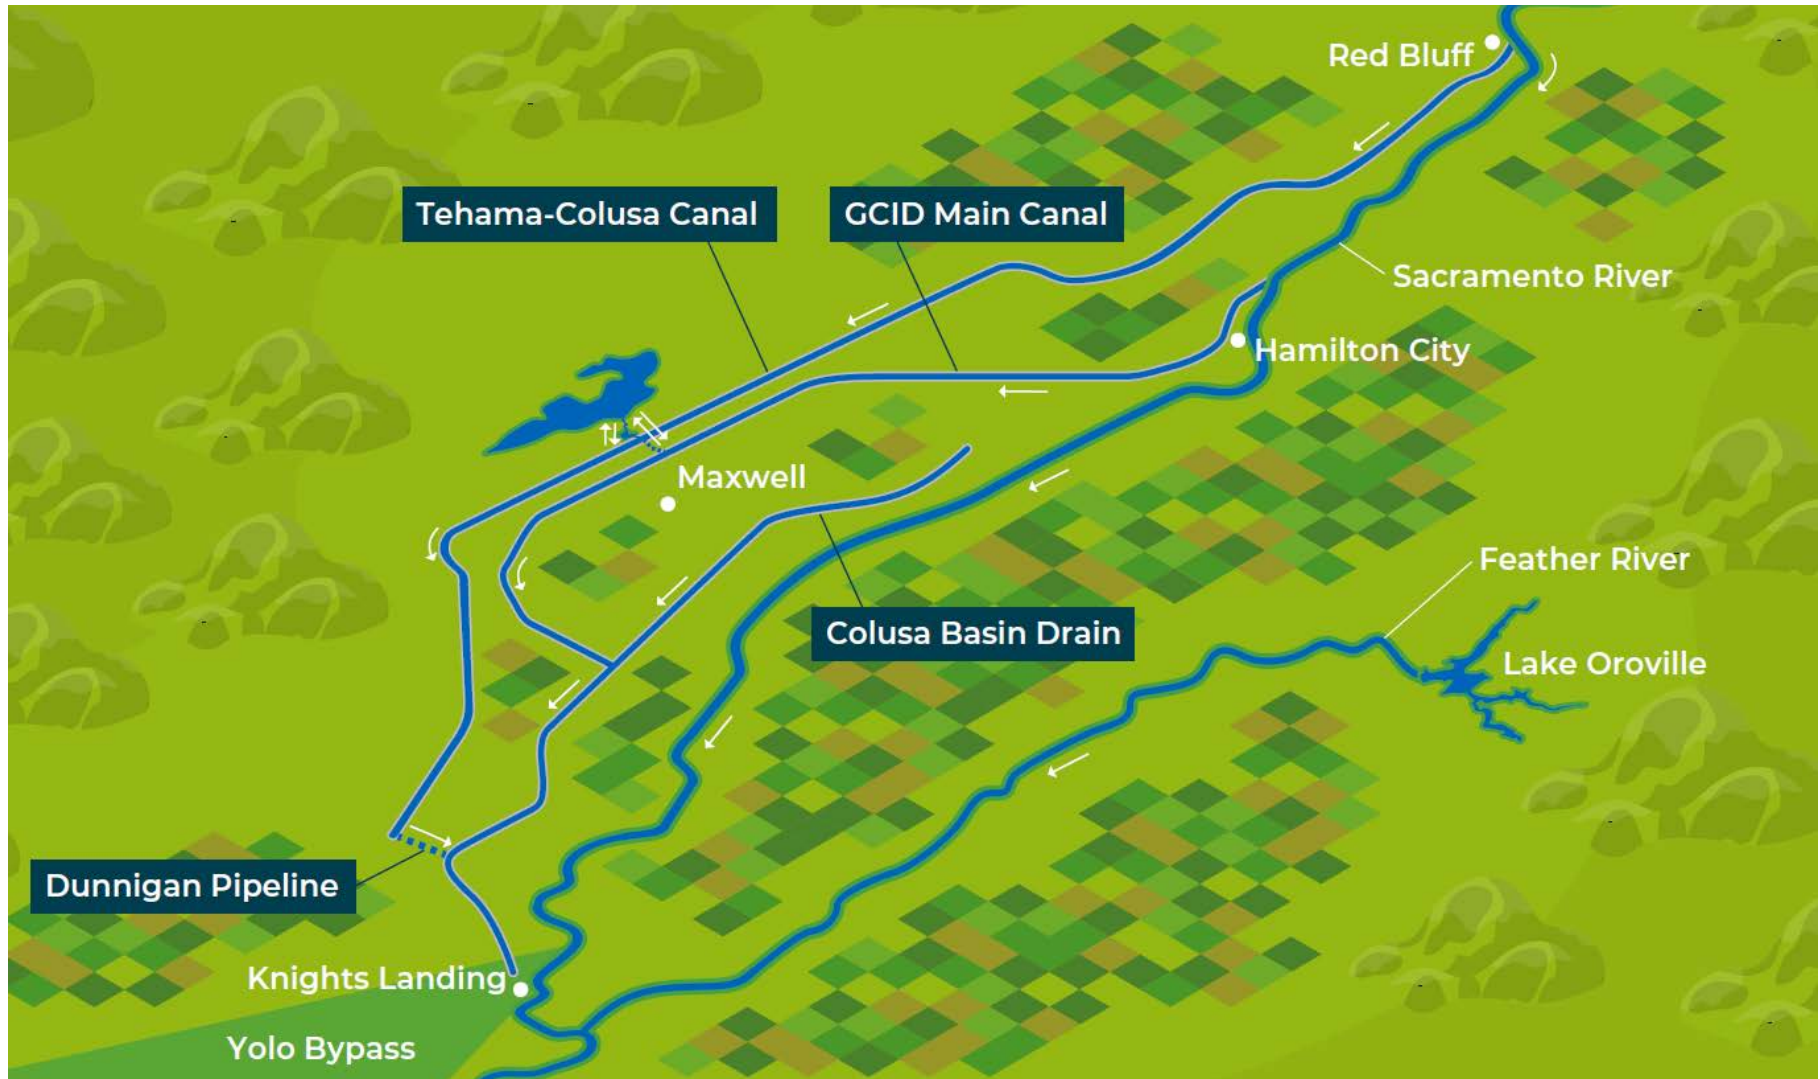 Red Bluff
Tehama-Colusa Canal
GCID Main Canal
Sacramento River
Hamilton City
Maxwell
Feather River
Colusa Basin Drain
Lake Oroville
Dunnigan Pipeline
Knights Landing
Yolo Bypass